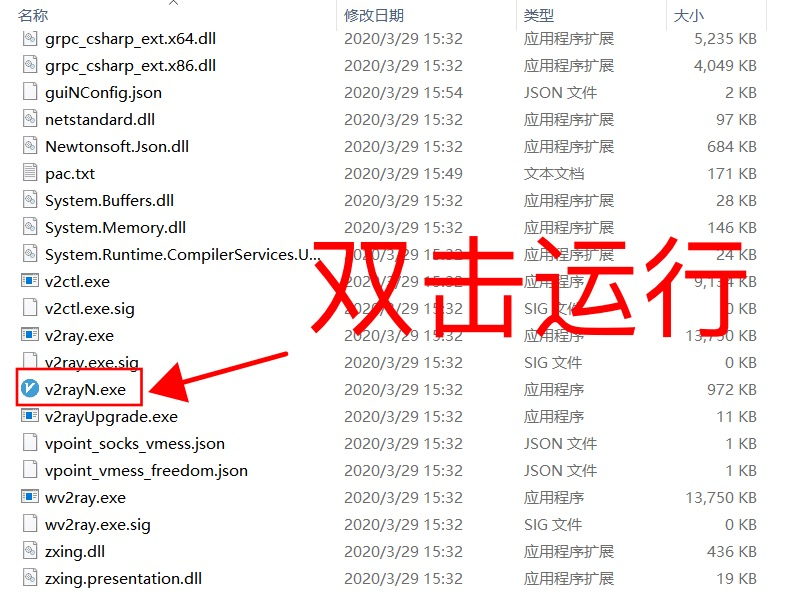 名称 修改日期 类型 大小
grpc_csharp_ext.x64.dll 2020/3/29 15:32 应用程序扩展 5,235 KB
grpc_csharp_ext.x86.dll 2020/3/29 15:32 应用程序扩展 4,049 KB
guiNConfig.json 2020/3/29 15:54 JSON 文件 2 KB
netstandard.dll 2020/3/29 15:32 应用程序扩展 97 KB
Newtonsoft.Json.dll 2020/3/29 15:32 应用程序扩展 684 KB
pac.txt 2020/3/29 15:49 文本文档 171 KB
System.Buffers.dll 2020/3/29 15:32 应用程序扩展 28 KB
System.Memory.dll 2020/3/29 15:32 应用程序扩展 146 KB
System.Runtime.CompilerServices.U... 2020/3/29 15:32 应用程序扩展 24 KB
双击运行
v2ctl.exe 2020/3/29 15:32 应用程序 KB
v2ctl.exe.sig 2020/3/29 15:32 SIG 文件 0 KB
v2ray.exe 2020/3/29 15:32 应用程序 13,750 KB
v2ray.exe.sig 2020/3/29 15:32 SIG 文件 0 KB
v2rayN.exe 2020/3/29 15:32 应用程序 972 KB
v2rayUpgrade.exe 2020/3/29 15:32 应用程序 11 KB
vpoint_socks_vmess.json 2020/3/29 15:32 JSON 文件 1 KB
vpoint_vmess_freedom.json 2020/3/29 15:32 JSON 文件 1 KB
wv2ray.exe 2020/3/29 15:32 应用程序 13,750 KB
wv2ray.exe.sig 2020/3/29 15:32 SIG 文件 0 KB
zxing.dll 2020/3/29 15:32 应用程序扩展 436 KB
zxing.presentation.dll 2020/3/29 15:32 应用程序扩展 19 KB